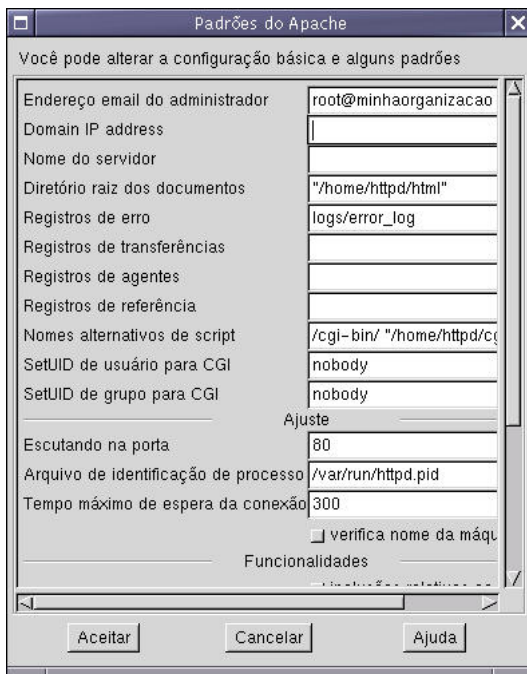 Padrões do Apache
Você pode alterar a configuração básica e alguns padrões
Endereço email do administrador root@minhaorganizacao
Domain IP address
Nome do servidor
Diretório raiz dos documentos "/home/httpd/html"
Registros de erro logs/error_log
Registros de transferências
Registros de agentes
Registros de referência
Nomes alternativos de script /cgi-bin/ "/home/httpd/cg
SetUID de usuário para CGI nobody
SetUID de grupo para CGI nobody
Ajuste
Escutando na porta 80
Arquivo de identificação de processo /var/run/httpd.pid
Tempo máximo de espera da conexão 300
verifica nome da máqu
Funcionalidades
Aceitar Cancelar Ajuda